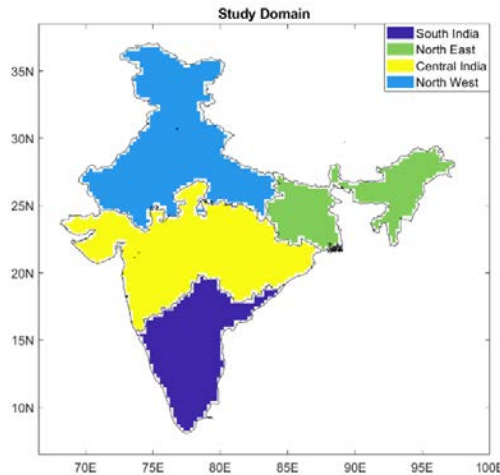 Study Domain
South India
North East
Central India
North West
35N
30N
25N
20N
15N
10N
70E 75E 80E 85E 90E 95E 100E